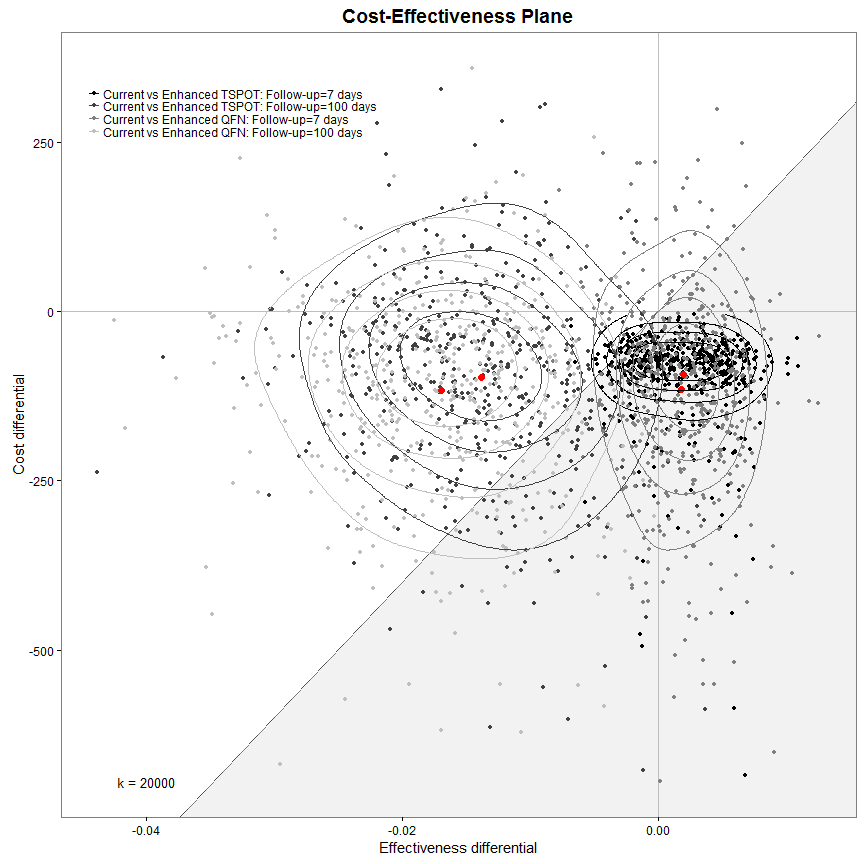 Cost-Effectiveness Plane
Current vs Enhanced TSPOT: Follow-up=7 days
Current vs Enhanced TSPOT: Follow-up=100 days
Current vs Enhanced QFN: Follow-up=7 days
Current vs Enhanced QFN: Follow-up=100 days
250
0
-250
-500
Cost differential
k = 20000
-0.04
-0.02
0.00
Effectiveness differential